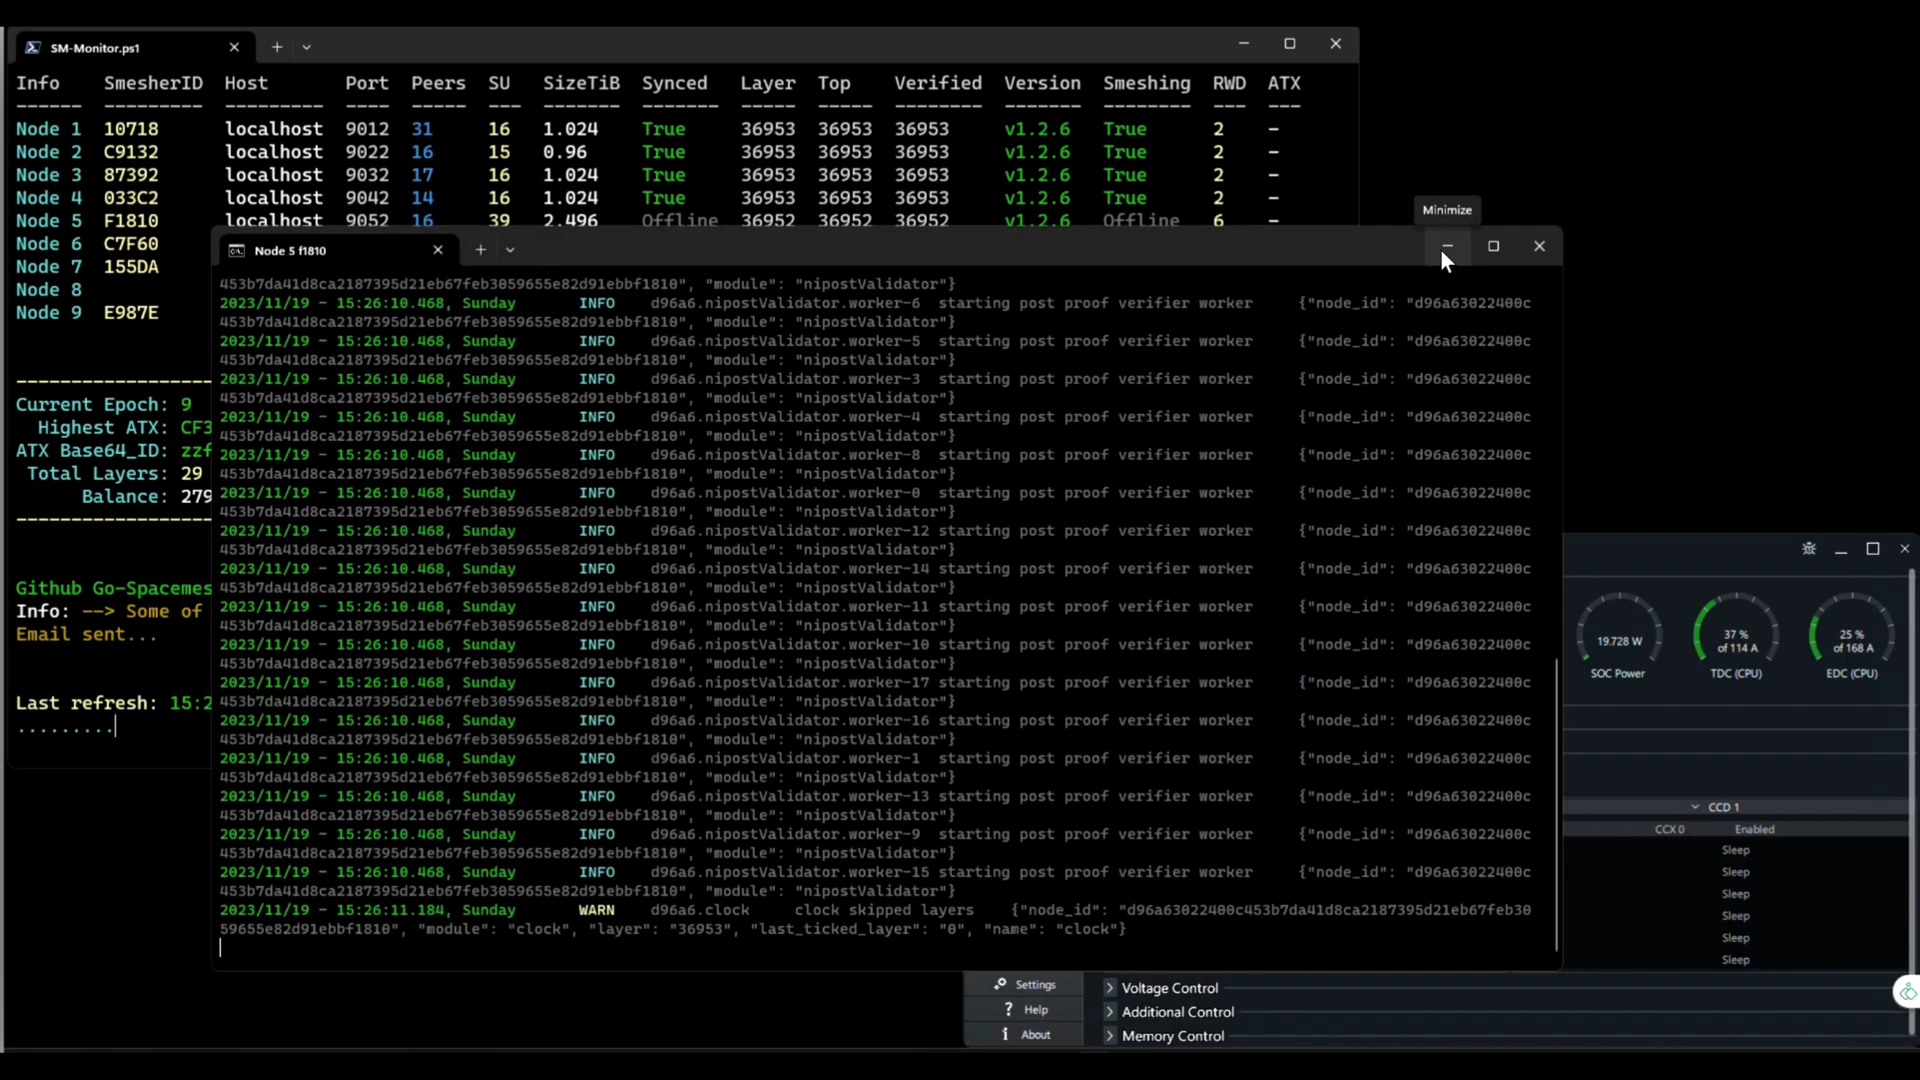 SM-Monitor.ps1
Info SmesherID Host Port Peers SU SizeTiB Synced Layer Top Verified Version Smeshing RWD ATX
------ --------- --------- ---- ----- --- ------- ------- ------ ----- -------- ------- -------- --- ---
Node 1 10718 localhost 9012 31 16 1.024 True 36953 36953 36953 v1.2.6 True 2 -
Node 2 C9132 localhost 9022 16 15 0.96 True 36953 36953 36953 v1.2.6 True 2 -
Node 3 87392 localhost 9032 17 16 1.024 True 36953 36953 36953 v1.2.6 True 2 -
Node 4 033C2 localhost 9042 14 16 1.024 True 36953 36953 36953 v1.2.6 True 2 -
Node 5 F1810 localhost 9052 16 39 2.496 Offline 36952 36952 36952 v1.2.6 Offline 6 -
Node 6 C7F60
Node 7 155DA
Node 8
Node 9 E987E
Current Epoch: 9
Highest ATX: CF3
ATX Base64_ID: zzf
Total Layers: 29
Balance: 279
Github Go-Spacemes
Info: --> Some of
Email sent...
Last refresh: 15:2
.........
Minimize
Node 5 f1810
453b7da41d8ca2187395d21eb67feb3059655e82d91ebbf1810", "module": "nipostValidator"}
2023/11/19 - 15:26:10.468, Sunday INFO d96a6.nipostValidator.worker-6 starting post proof verifier worker {"node_id": "d96a63022400c
453b7da41d8ca2187395d21eb67feb3059655e82d91ebbf1810", "module": "nipostValidator"}
2023/11/19 - 15:26:10.468, Sunday INFO d96a6.nipostValidator.worker-5 starting post proof verifier worker {"node_id": "d96a63022400c
453b7da41d8ca2187395d21eb67feb3059655e82d91ebbf1810", "module": "nipostValidator"}
2023/11/19 - 15:26:10.468, Sunday INFO d96a6.nipostValidator.worker-3 starting post proof verifier worker {"node_id": "d96a63022400c
453b7da41d8ca2187395d21eb67feb3059655e82d91ebbf1810", "module": "nipostValidator"}
2023/11/19 - 15:26:10.468, Sunday INFO d96a6.nipostValidator.worker-4 starting post proof verifier worker {"node_id": "d96a63022400c
453b7da41d8ca2187395d21eb67feb3059655e82d91ebbf1810", "module": "nipostValidator"}
2023/11/19 - 15:26:10.468, Sunday INFO d96a6.nipostValidator.worker-8 starting post proof verifier worker {"node_id": "d96a63022400c
453b7da41d8ca2187395d21eb67feb3059655e82d91ebbf1810", "module": "nipostValidator"}
2023/11/19 - 15:26:10.468, Sunday INFO d96a6.nipostValidator.worker-0 starting post proof verifier worker {"node_id": "d96a63022400c
453b7da41d8ca2187395d21eb67feb3059655e82d91ebbf1810", "module": "nipostValidator"}
2023/11/19 - 15:26:10.468, Sunday INFO d96a6.nipostValidator.worker-12 starting post proof verifier worker {"node_id": "d96a63022400c
453b7da41d8ca2187395d21eb67feb3059655e82d91ebbf1810", "module": "nipostValidator"}
2023/11/19 - 15:26:10.468, Sunday INFO d96a6.nipostValidator.worker-14 starting post proof verifier worker {"node_id": "d96a63022400c
453b7da41d8ca2187395d21eb67feb3059655e82d91ebbf1810", "module": "nipostValidator"}
2023/11/19 - 15:26:10.468, Sunday INFO d96a6.nipostValidator.worker-11 starting post proof verifier worker {"node_id": "d96a63022400c
453b7da41d8ca2187395d21eb67feb3059655e82d91ebbf1810", "module": "nipostValidator"}
2023/11/19 - 15:26:10.468, Sunday INFO d96a6.nipostValidator.worker-10 starting post proof verifier worker {"node_id": "d96a63022400c
453b7da41d8ca2187395d21eb67feb3059655e82d91ebbf1810", "module": "nipostValidator"}
2023/11/19 - 15:26:10.468, Sunday INFO d96a6.nipostValidator.worker-17 starting post proof verifier worker {"node_id": "d96a63022400c
453b7da41d8ca2187395d21eb67feb3059655e82d91ebbf1810", "module": "nipostValidator"}
2023/11/19 - 15:26:10.468, Sunday INFO d96a6.nipostValidator.worker-16 starting post proof verifier worker {"node_id": "d96a63022400c
453b7da41d8ca2187395d21eb67feb3059655e82d91ebbf1810", "module": "nipostValidator"}
2023/11/19 - 15:26:10.468, Sunday INFO d96a6.nipostValidator.worker-1 starting post proof verifier worker {"node_id": "d96a63022400c
453b7da41d8ca2187395d21eb67feb3059655e82d91ebbf1810", "module": "nipostValidator"}
2023/11/19 - 15:26:10.468, Sunday INFO d96a6.nipostValidator.worker-13 starting post proof verifier worker {"node_id": "d96a63022400c
453b7da41d8ca2187395d21eb67feb3059655e82d91ebbf1810", "module": "nipostValidator"}
2023/11/19 - 15:26:10.468, Sunday INFO d96a6.nipostValidator.worker-9 starting post proof verifier worker {"node_id": "d96a63022400c
453b7da41d8ca2187395d21eb67feb3059655e82d91ebbf1810", "module": "nipostValidator"}
2023/11/19 - 15:26:10.468, Sunday INFO d96a6.nipostValidator.worker-15 starting post proof verifier worker {"node_id": "d96a63022400c
453b7da41d8ca2187395d21eb67feb3059655e82d91ebbf1810", "module": "nipostValidator"}
2023/11/19 - 15:26:11.184, Sunday WARN d96a6.clock clock skipped layers {"node_id": "d96a63022400c453b7da41d8ca2187395d21eb67feb30
59655e82d91ebbf1810", "module": "clock", "layer": "36953", "last_ticked_layer": "0", "name": "clock"}
19.728 W
SOC Power
37 %
of 114 A
TDC (CPU)
25 %
of 168 A
EDC (CPU)
CCD 1
CCX 0 Enabled
Sleep
Sleep
Sleep
Sleep
Sleep
Sleep
Settings
Help
About
Voltage Control
Additional Control
Memory Control